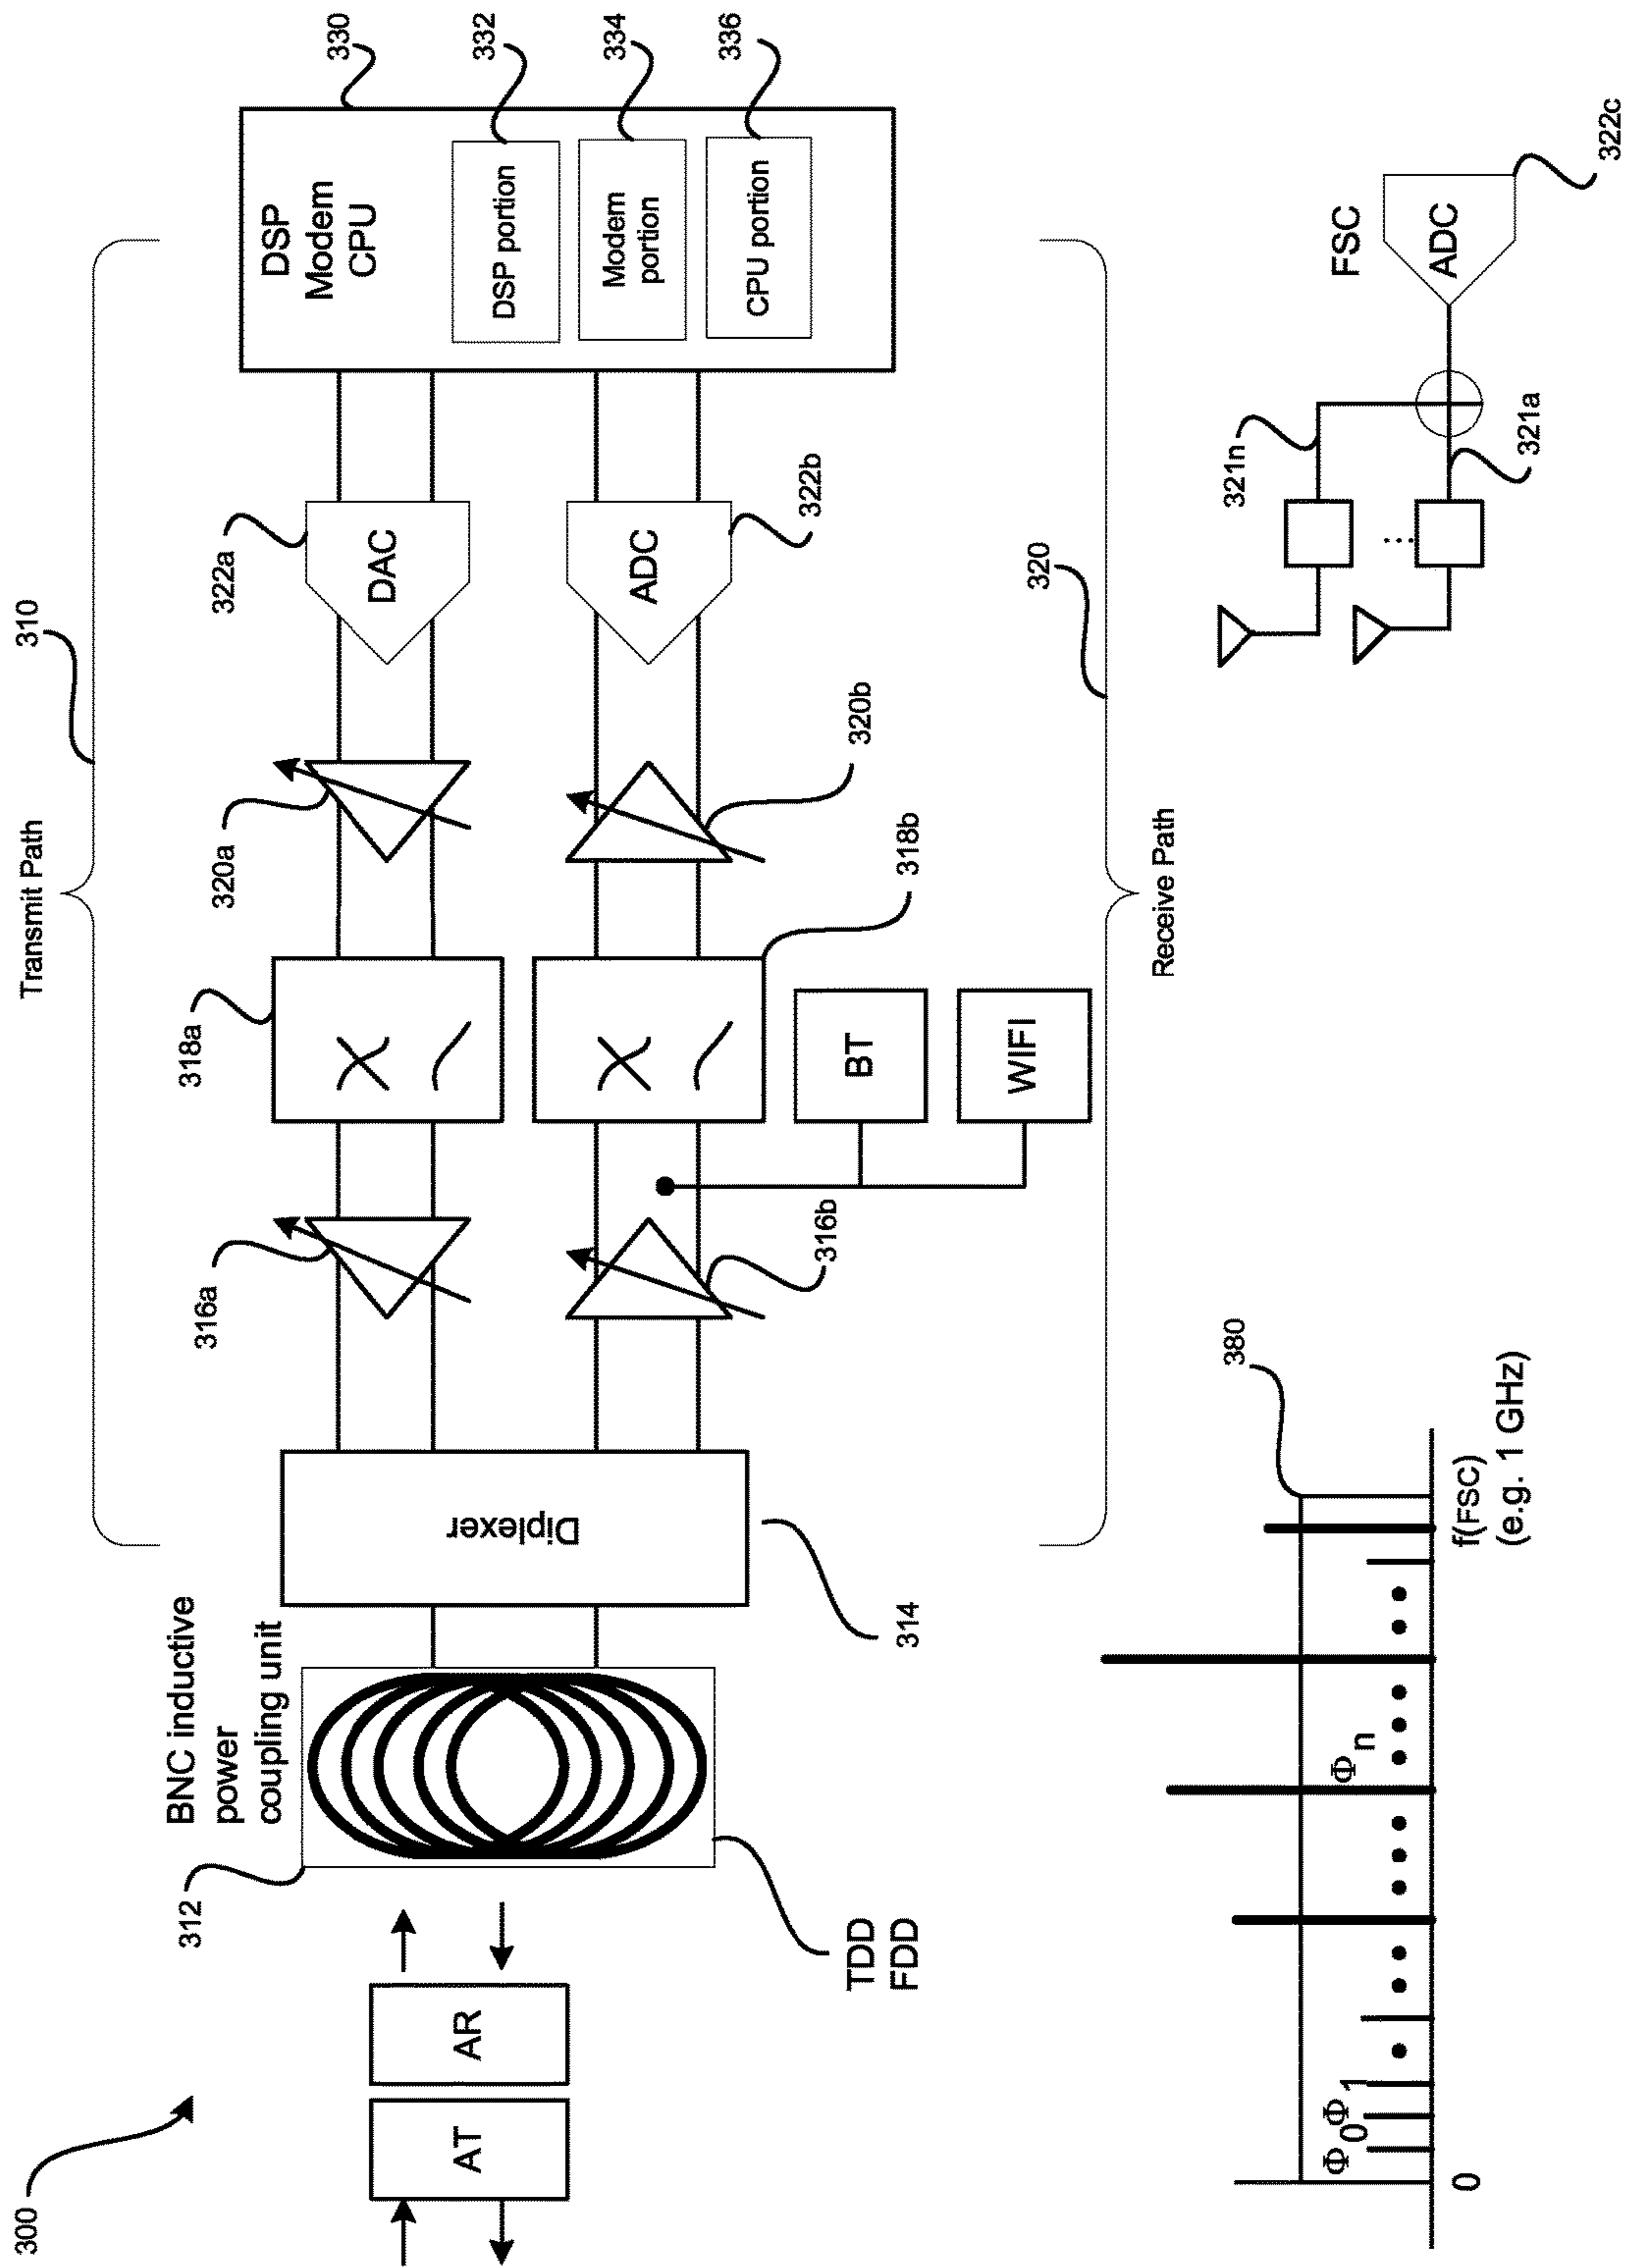 300
310
Transmit Path
AT
AR
312
BNC inductive
power
coupling unit
TDD
FDD
Diplexer
314
316a
316b
318a
318b
BT
WIFI
320a
320b
322a
DAC
ADC
322b
DSP
Modem
CPU
DSP portion
Modem
portion
CPU portion
330
332
334
336
Receive Path
320
0
Φ0
Φ1
Φn
380
f(FSC)
(e.g. 1 GHz)
321n
321a
FSC
ADC
322c